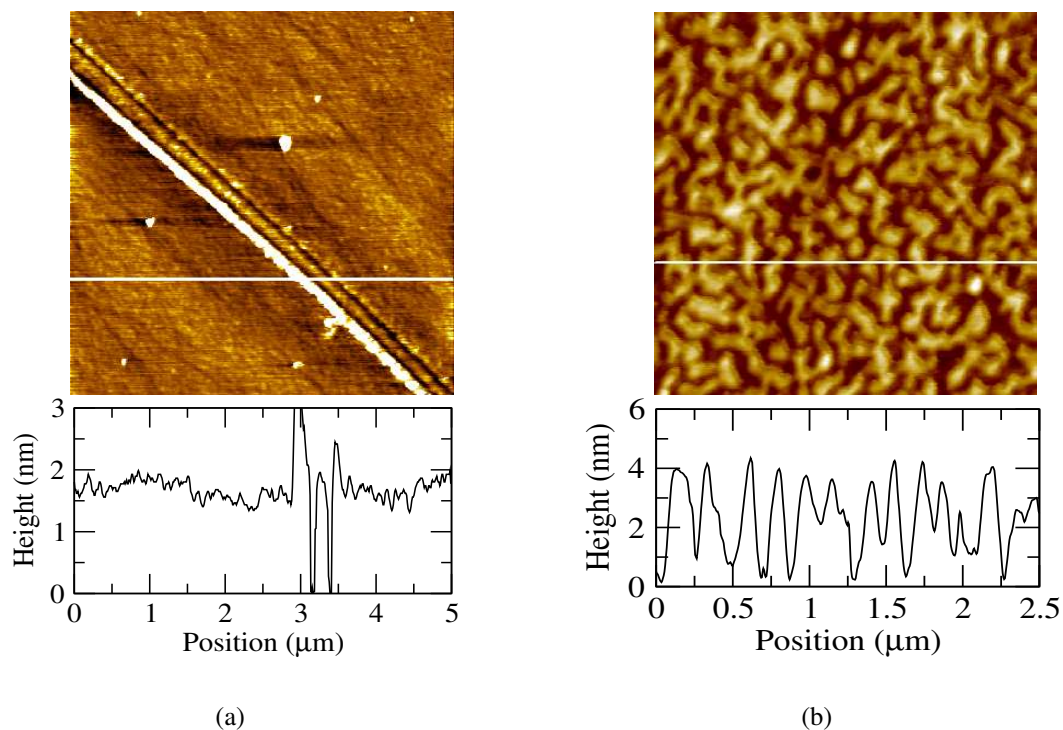 3
2
1
0
Height (nm)
0 1 2 3 4 5
Position (μm)
(a)
6
4
2
0
Height (nm)
0 0.5 1 1.5 2 2.5
Position (μm)
(b)